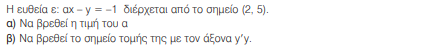 Η ευθεία ε: αx – y = –1 διέρχεται από το σημείο (2, 5).
α) Να βρεθεί η τιμή του α
β) Να βρεθεί το σημείο τομής της με τον άξονα y'y.